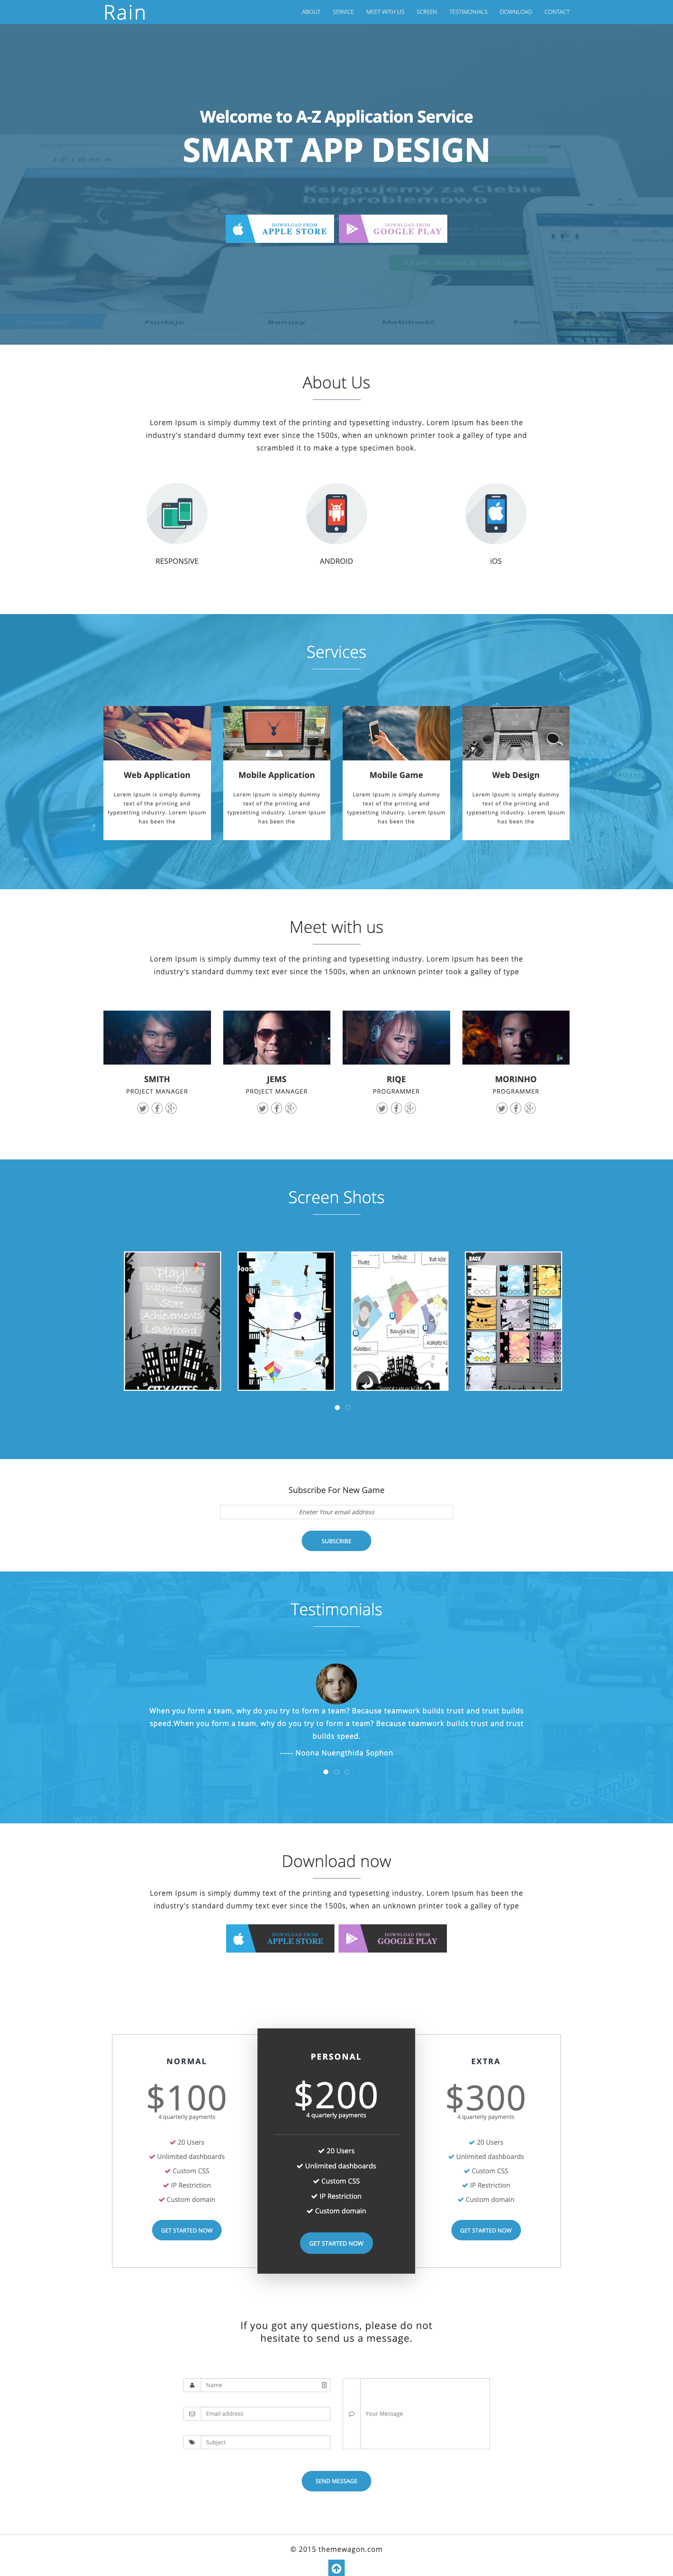 Rain
ABOUT SERVICE MEET WITH US SCREEN TESTIMONIALS DOWNLOAD CONTACT
Welcome to A-Z Application Service
SMART APP DESIGN
Księgujemy za Ciebie
bezproblemowo
DOWNLOAD FROM
APPLE STORE
DOWNLOAD FROM
GOOGLE PLAY
Funkcje Bonusy Mobilność
About Us
Lorem Ipsum is simply dummy text of the printing and typesetting industry. Lorem Ipsum has been the
industry's standard dummy text ever since the 1500s, when an unknown printer took a galley of type and
scrambled it to make a type specimen book.
RESPONSIVE
ANDROID
iOS
Services
Web Application
Lorem Ipsum is simply dummy
text of the printing and
typesetting industry. Lorem Ipsum
has been the
Mobile Application
Lorem Ipsum is simply dummy
text of the printing and
typesetting industry. Lorem Ipsum
has been the
Mobile Game
Lorem Ipsum is simply dummy
text of the printing and
typesetting industry. Lorem Ipsum
has been the
Web Design
Lorem Ipsum is simply dummy
text of the printing and
typesetting industry. Lorem Ipsum
has been the
Meet with us
Lorem Ipsum is simply dummy text of the printing and typesetting industry. Lorem Ipsum has been the
industry's standard dummy text ever since the 1500s, when an unknown printer took a galley of type
SMITH
PROJECT MANAGER
JEMS
PROJECT MANAGER
RIQE
PROGRAMMER
MORINHO
PROGRAMMER
Screen Shots
Play!
Instructions
Start
Achievements
Leaderboard
CITY KITES
Pirate
Default
But Kite
Bangla Kite
BACK
Subscribe For New Game
Eneter Your email address
SUBSCRIBE
Testimonials
When you form a team, why do you try to form a team? Because teamwork builds trust and trust builds
speed.When you form a team, why do you try to form a team? Because teamwork builds trust and trust
builds speed.
----- Noona Nuengthida Sophon
Download now
Lorem Ipsum is simply dummy text of the printing and typesetting industry. Lorem Ipsum has been the
industry's standard dummy text ever since the 1500s, when an unknown printer took a galley of type
DOWNLOAD FROM
APPLE STORE
DOWNLOAD FROM
GOOGLE PLAY
NORMAL
$100
4 quarterly payments
20 Users
Unlimited dashboards
Custom CSS
IP Restriction
Custom domain
GET STARTED NOW
PERSONAL
$200
4 quarterly payments
20 Users
Unlimited dashboards
Custom CSS
IP Restriction
Custom domain
GET STARTED NOW
EXTRA
$300
4 quarterly payments
20 Users
Unlimited dashboards
Custom CSS
IP Restriction
Custom domain
GET STARTED NOW
If you got any questions, please do not
hesitate to send us a message.
Name
Email address
Subject
Your Message
SEND MESSAGE
© 2015 themewagon.com